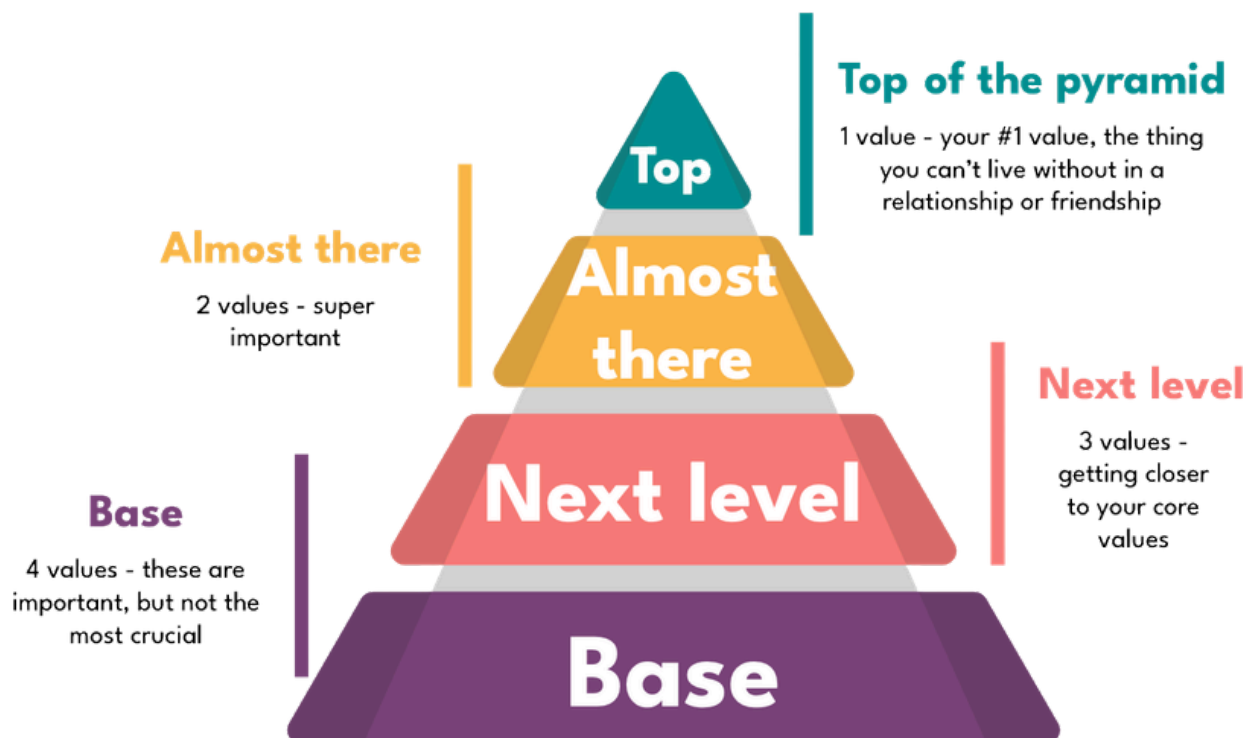 Top of the pyramid
1 value - your #1 value, the thing
you can't live without in a
relationship or friendship
Top
Almost there
2 values - super
important
Almost
there
Next level
3 values -
getting closer
to your core
values
Next level
Base
4 values - these are
important, but not the
most crucial
Base